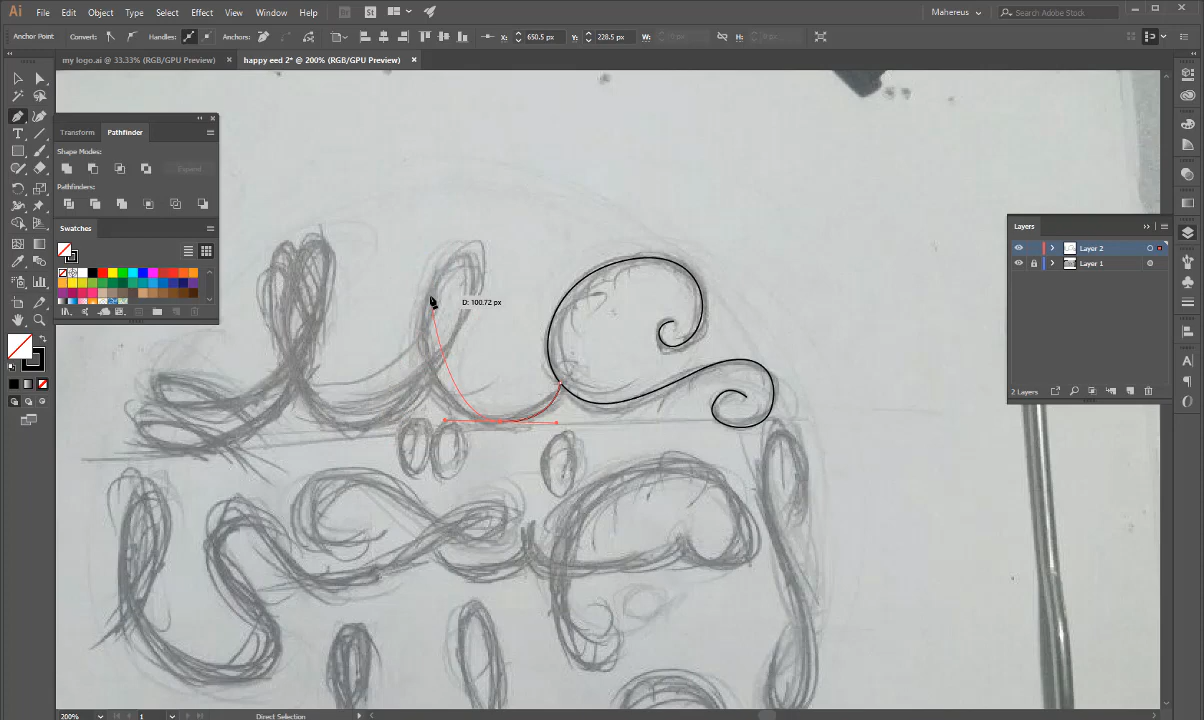 Ai File Edit Object Type Select Effect View Window Help Br St Mahereus Search Adobe Stock
Anchor Point Convert: Handles: Anchors: X: 650.5 px Y: 228.5 px W: H:
my logo.ai @ 33.33% (RGB/GPU Preview) × happy eed 2* @ 200% (RGB/GPU Preview) ×
Transform Pathfinder
Shape Modes:
Expand
Pathfinders:
Swatches
Layers
Layer 2
Layer 1
D: 100.72 px
2 Layers
200% 1 Direct Selection